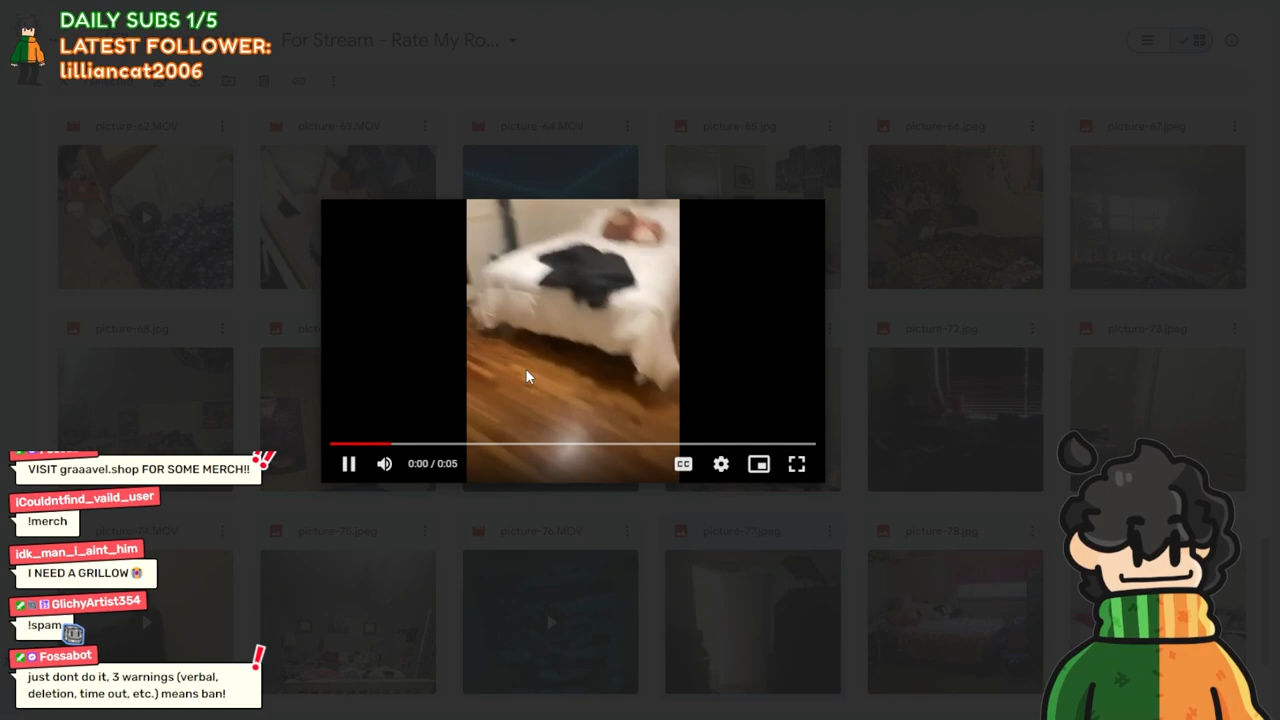 DAILY SUBS 1/5
LATEST FOLLOWER:
lilliancat2006
For Stream - Rate My Ro...
picture-62.MOV
picture-63.MOV
picture-64.MOV
picture-65.jpg
picture-66.jpeg
picture-67.jpeg
picture-68.jpg
picture-72.jpg
picture-73.jpeg
0:00 / 0:05
CC
picture-74.MOV
picture-75.jpeg
picture-76.MOV
picture-77.jpeg
picture-78.jpg
VISIT graaavel.shop FOR SOME MERCH!!
iCouldntfind_vaild_user
!merch
idk_man_i_aint_him
I NEED A GRILLOW
GlichyArtist354
!spam
Fossabot
just dont do it, 3 warnings (verbal,
deletion, time out, etc.) means ban!